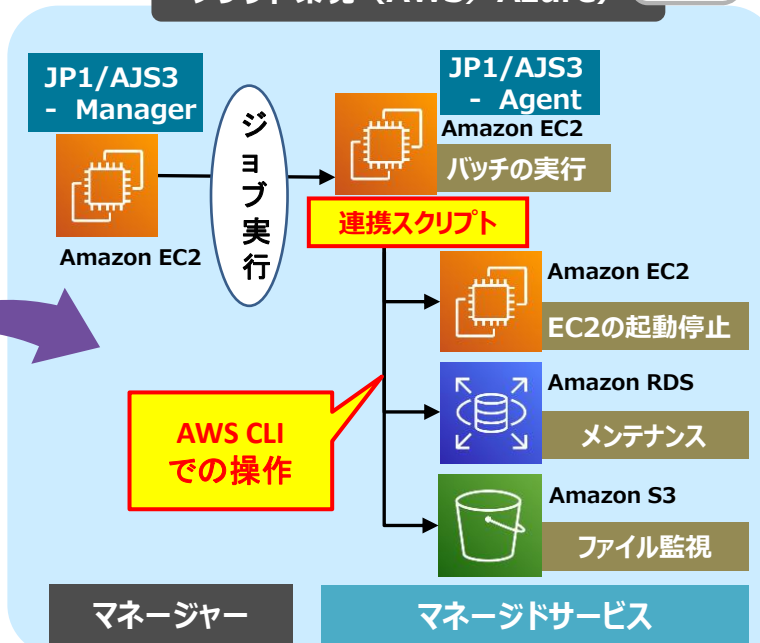 JP1/AJS3
- Manager
Amazon EC2
ジョブ実行
JP1/AJS3
- Agent
Amazon EC2
バッチの実行
連携スクリプト
Amazon EC2
EC2の起動停止
Amazon RDS
メンテナンス
AWS CLI
での操作
Amazon S3
ファイル監視
マネージャー
マネージドサービス